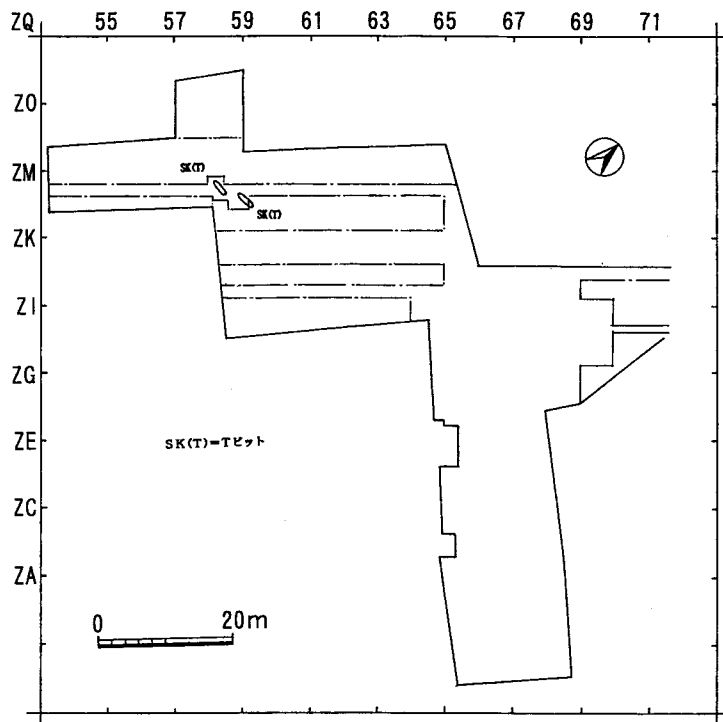 ZQ 55 57 59 61 63 65 67 69 71
ZO
ZM
SK(T)
SK(T)
ZK
ZI
ZG
ZE
SK(T)=Tピット
ZC
ZA
0 20m